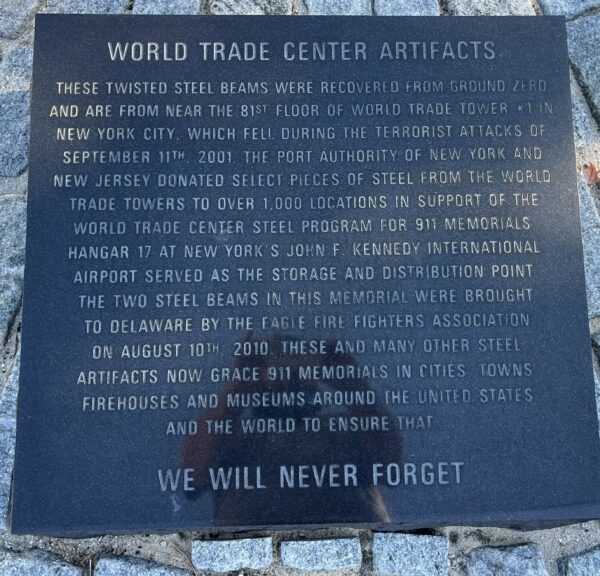 WORLD TRADE CENTER ARTIFACTS
THESE TWISTED STEEL BEAMS WERE RECOVERED FROM GROUND ZERO
AND ARE FROM NEAR THE 81ST FLOOR OF WORLD TRADE TOWER #1 IN
NEW YORK CITY, WHICH FELL DURING THE TERRORIST ATTACKS OF
SEPTEMBER 11TH, 2001. THE PORT AUTHORITY OF NEW YORK AND
NEW JERSEY DONATED SELECT PIECES OF STEEL FROM THE WORLD
TRADE TOWERS TO OVER 1,000 LOCATIONS IN SUPPORT OF THE
WORLD TRADE CENTER STEEL PROGRAM FOR 911 MEMORIALS
HANGAR 17 AT NEW YORK'S JOHN F. KENNEDY INTERNATIONAL
AIRPORT SERVED AS THE STORAGE AND DISTRIBUTION POINT
THE TWO STEEL BEAMS IN THIS MEMORIAL WERE BROUGHT
TO DELAWARE BY THE EAGLE FIRE FIGHTERS ASSOCIATION
ON AUGUST 10TH, 2010. THESE AND MANY OTHER STEEL
ARTIFACTS NOW GRACE 911 MEMORIALS IN CITIES, TOWNS,
FIREHOUSES AND MUSEUMS AROUND THE UNITED STATES
AND THE WORLD TO ENSURE THAT
WE WILL NEVER FORGET